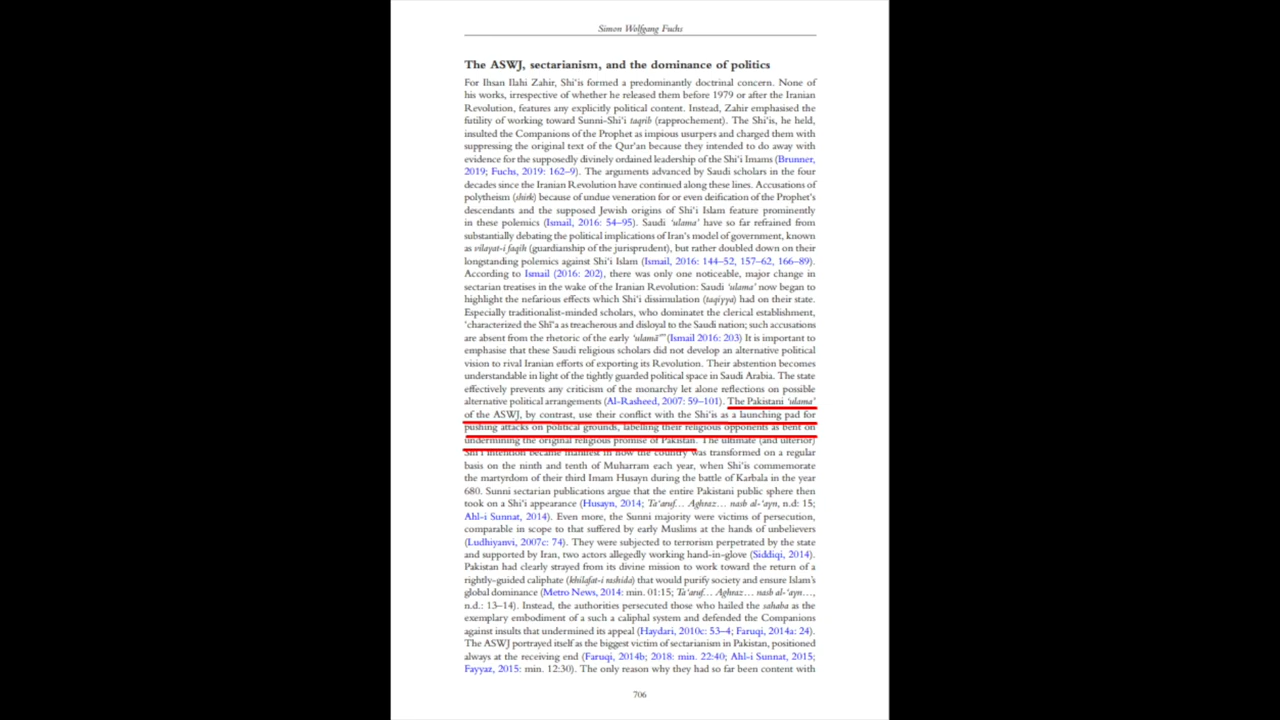 Simon Wolfgang Fuchs
The ASWJ, sectarianism, and the dominance of politics
For Ihsan Ilahi Zahir, Shi'is formed a predominantly doctrinal concern. None of
his works, irrespective of whether he released them before 1979 or after the Iranian
Revolution, features any explicitly political content. Instead, Zahir emphasised the
futility of working toward Sunni-Shi'i taqrib (rapprochement). The Shi'is, he held,
insulted the Companions of the Prophet as impious usurpers and charged them with
suppressing the original text of the Qur'an because they intended to do away with
evidence for the supposedly divinely ordained leadership of the Shi'i Imams (Brunner,
2019; Fuchs, 2019: 162–9). The arguments advanced by Saudi scholars in the four
decades since the Iranian Revolution have continued along these lines. Accusations of
polytheism (shirk) because of undue veneration for or even deification of the Prophet's
descendants and the supposed Jewish origins of Shi'i Islam feature prominently
in these polemics (Ismail, 2016: 54–95). Saudi 'ulama' have so far refrained from
substantially debating the political implications of Iran's model of government, known
as vilayat-i faqih (guardianship of the jurisprudent), but rather doubled down on their
longstanding polemics against Shi'i Islam (Ismail, 2016: 144–52, 157–62, 166–89).
According to Ismail (2016: 202), there was only one noticeable, major change in
sectarian treatises in the wake of the Iranian Revolution: Saudi 'ulama' now began to
highlight the nefarious effects which Shi'i dissimulation (taqiyya) had on their state.
Especially traditionalist-minded scholars, who dominatet the clerical establishment,
'characterized the Shī'a as treacherous and disloyal to the Saudi nation; such accusations
are absent from the rhetoric of the early 'ulamā'" (Ismail 2016: 203) It is important to
emphasise that these Saudi religious scholars did not develop an alternative political
vision to rival Iranian efforts of exporting its Revolution. Their abstention becomes
understandable in light of the tightly guarded political space in Saudi Arabia. The state
effectively prevents any criticism of the monarchy let alone reflections on possible
alternative political arrangements (Al-Rasheed, 2007: 59–101). The Pakistani 'ulama'
of the ASWJ, by contrast, use their conflict with the Shi'is as a launching pad for
pushing attacks on political grounds, labelling their religious opponents as bent on
undermining the original religious promise of Pakistan. The ultimate (and ulterior)
Shi'i intention became manifest in how the country was transformed on a regular
basis on the ninth and tenth of Muharram each year, when Shi'is commemorate
the martyrdom of their third Imam Husayn during the battle of Karbala in the year
680. Sunni sectarian publications argue that the entire Pakistani public sphere then
took on a Shi'i appearance (Husayn, 2014; Ta'aruf... Aghraz... nasb al-'ayn, n.d: 15;
Ahl-i Sunnat, 2014). Even more, the Sunni majority were victims of persecution,
comparable in scope to that suffered by early Muslims at the hands of unbelievers
(Ludhiyanvi, 2007c: 74). They were subjected to terrorism perpetrated by the state
and supported by Iran, two actors allegedly working hand-in-glove (Siddiqi, 2014).
Pakistan had clearly strayed from its divine mission to work toward the return of a
rightly-guided caliphate (khilafat-i rashida) that would purify society and ensure Islam's
global dominance (Metro News, 2014: min. 01:15; Ta'aruf... Aghraz... nasb al-'ayn...,
n.d.: 13–14). Instead, the authorities persecuted those who hailed the sahaba as the
exemplary embodiment of a such a caliphal system and defended the Companions
against insults that undermined its appeal (Haydari, 2010c: 53–4; Faruqi, 2014a: 24).
The ASWJ portrayed itself as the biggest victim of sectarianism in Pakistan, positioned
always at the receiving end (Faruqi, 2014b; 2018: min. 22:40; Ahl-i Sunnat, 2015;
Fayyaz, 2015: min. 12:30). The only reason why they had so far been content with
706